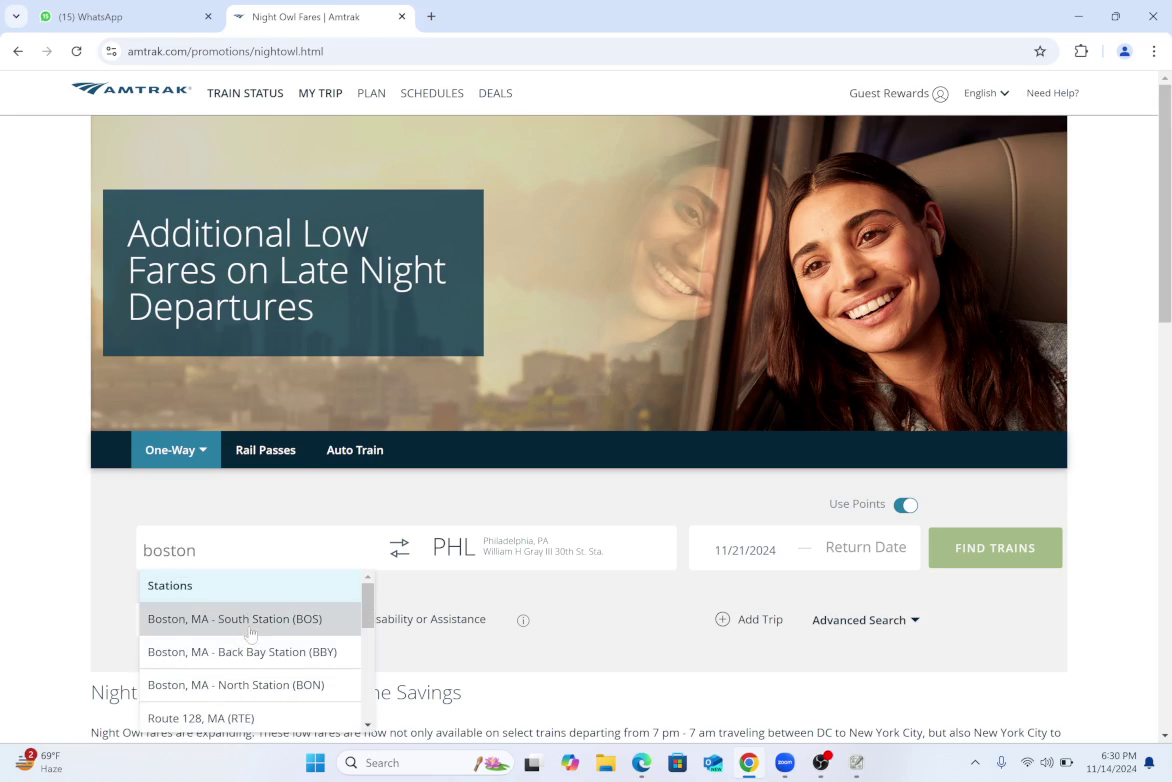 (15) WhatsApp
Night Owl Fares | Amtrak
amtrak.com/promotions/nightowl.html
AMTRAK
TRAIN STATUS MY TRIP PLAN SCHEDULES DEALS
Guest Rewards English Need Help?
Additional Low
Fares on Late Night
Departures
One-Way Rail Passes Auto Train
Use Points
boston
PHL
Philadelphia, PA
William H Gray III 30th St. Sta.
11/21/2024 — Return Date
FIND TRAINS
Stations
Boston, MA - South Station (BOS)
Boston, MA - Back Bay Station (BBY)
Boston, MA - North Station (BON)
Route 128, MA (RTE)
sability or Assistance
Add Trip Advanced Search
Night ne Savings
Night Owl Fares are expanding. These low fares are now not only available on select trains departing from 7 pm - 7 am traveling between DC to New York City, but also New York City to
2
69°F
Haze
Search
NEW
zoom
6:30 PM
11/14/2024